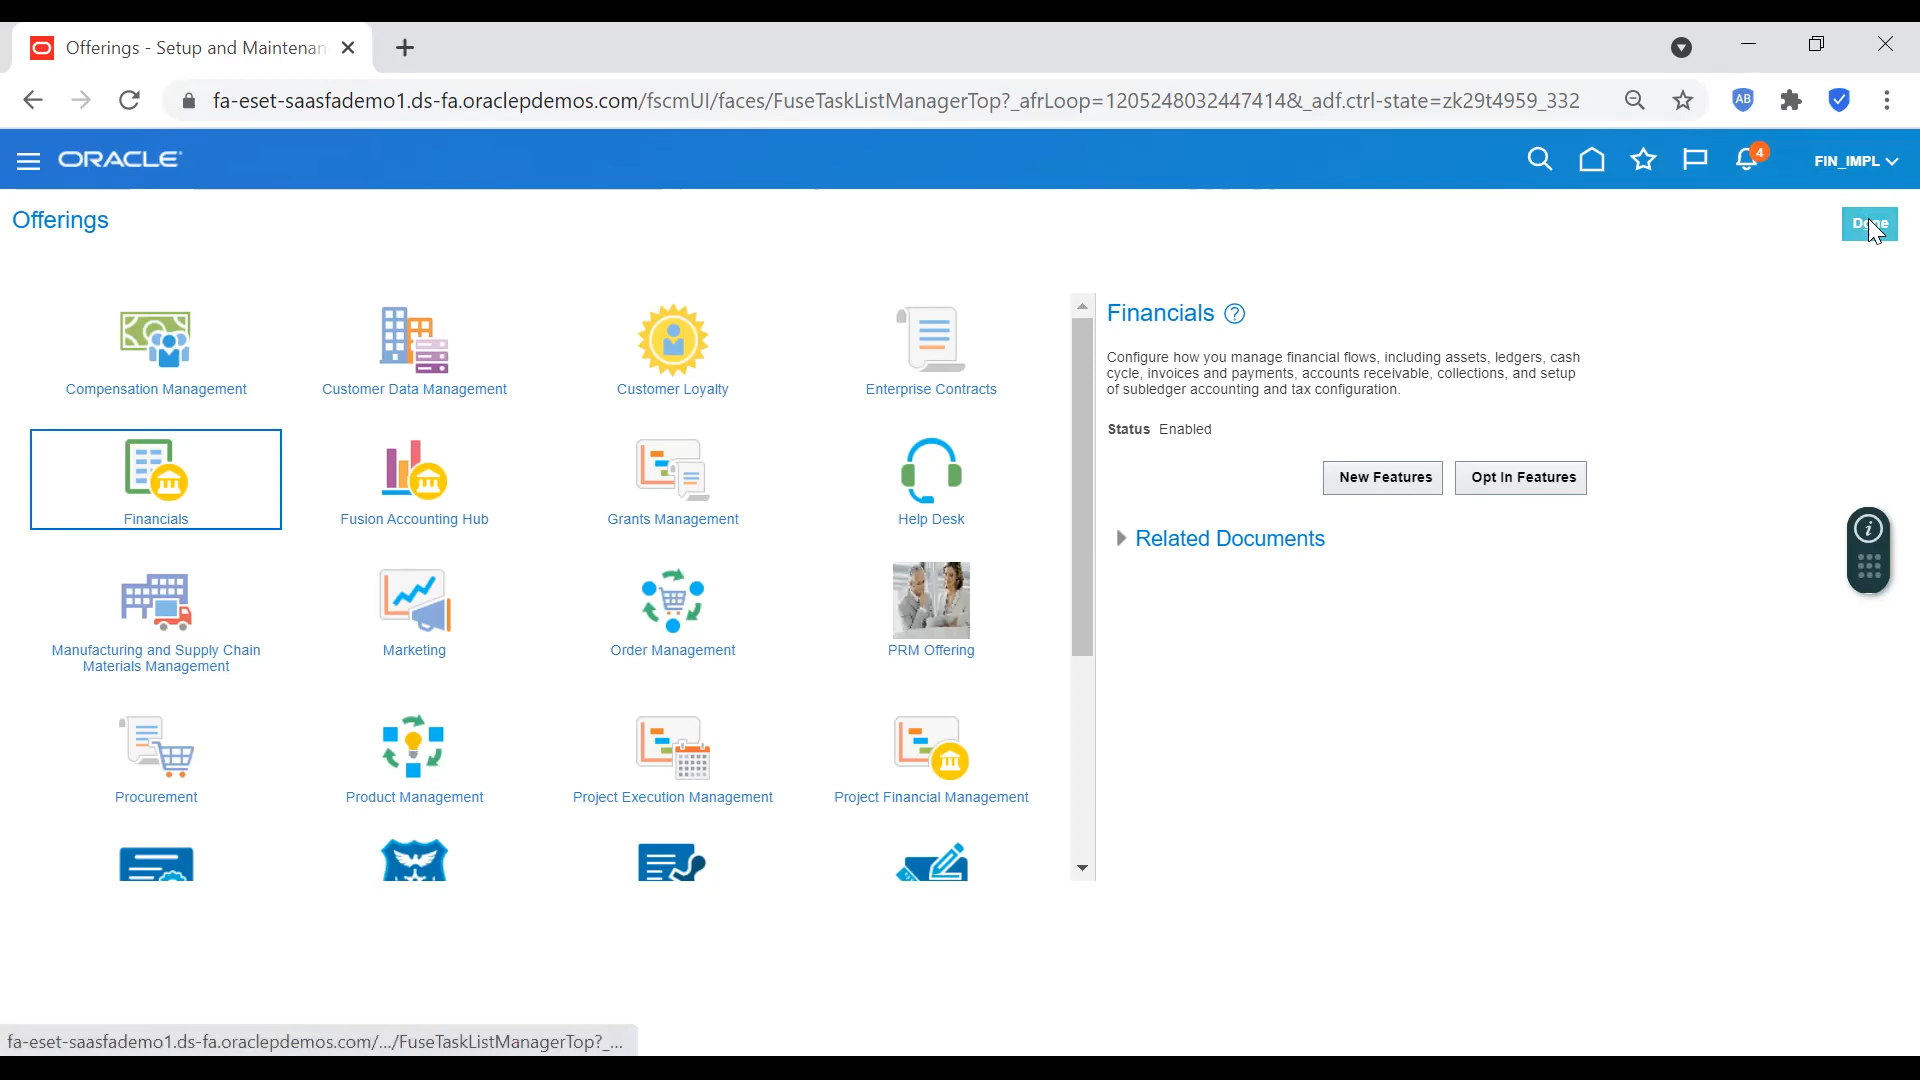 Offerings - Setup and Maintenan
fa-eset-saasfademo1.ds-fa.oraclepdemos.com/fscmUI/faces/FuseTaskListManagerTop?_afrLoop=1205248032447414&_adf.ctrl-state=zk29t4959_332
AB
ORACLE
4
FIN_IMPL
Offerings
Done
Compensation Management
Customer Data Management
Customer Loyalty
Enterprise Contracts
Financials
Fusion Accounting Hub
Grants Management
Help Desk
Manufacturing and Supply Chain
Materials Management
Marketing
Order Management
PRM Offering
Procurement
Product Management
Project Execution Management
Project Financial Management
Financials ?
Configure how you manage financial flows, including assets, ledgers, cash
cycle, invoices and payments, accounts receivable, collections, and setup
of subledger accounting and tax configuration.
Status Enabled
New Features
Opt In Features
Related Documents
i
fa-eset-saasfademo1.ds-fa.oraclepdemos.com/.../FuseTaskListManagerTop?_...